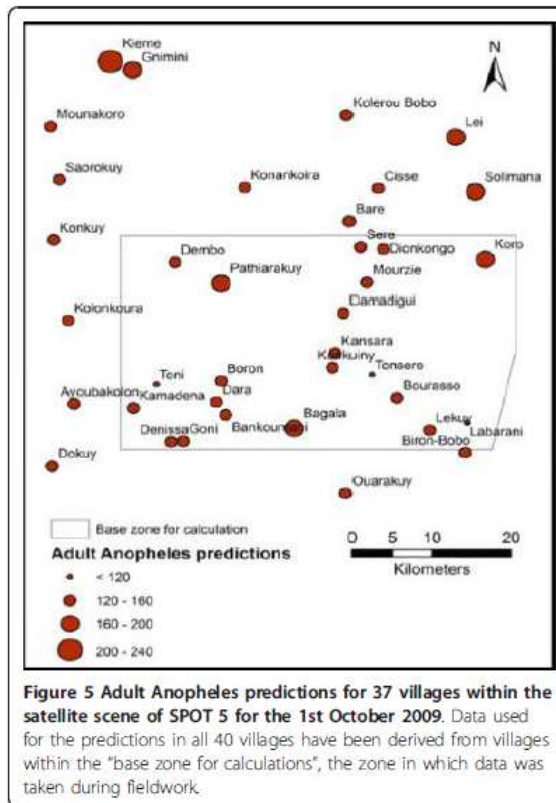 Kieme
Gnimini
N
Mounakoro
Kolerou Bobo
Lei
Saorokuy
Konankoira
Cisse
Solimana
Bare
Konkuy
Sere
Dembo
Dionkongo
Koro
Pathiarakuy
Mourzie
Damadigui
Koionkoura
Kansara
Toni
Boron
Tonsere
Ayoubakolon
Kamadena
Dara
Bourasso
Denissa
Goni
Bagala
Lekuy
Labarani
Biron-Bobo
Dokuy
Ouarakuy
Base zone for calculation
Adult Anopheles predictions
< 120
120 - 160
160 - 200
200 - 240
0 5 10 20
Kilometers
Figure 5 Adult Anopheles predictions for 37 villages within the
satellite scene of SPOT 5 for the 1st October 2009. Data used
for the predictions in all 40 villages have been derived from villages
within the "base zone for calculations", the zone in which data was
taken during fieldwork.